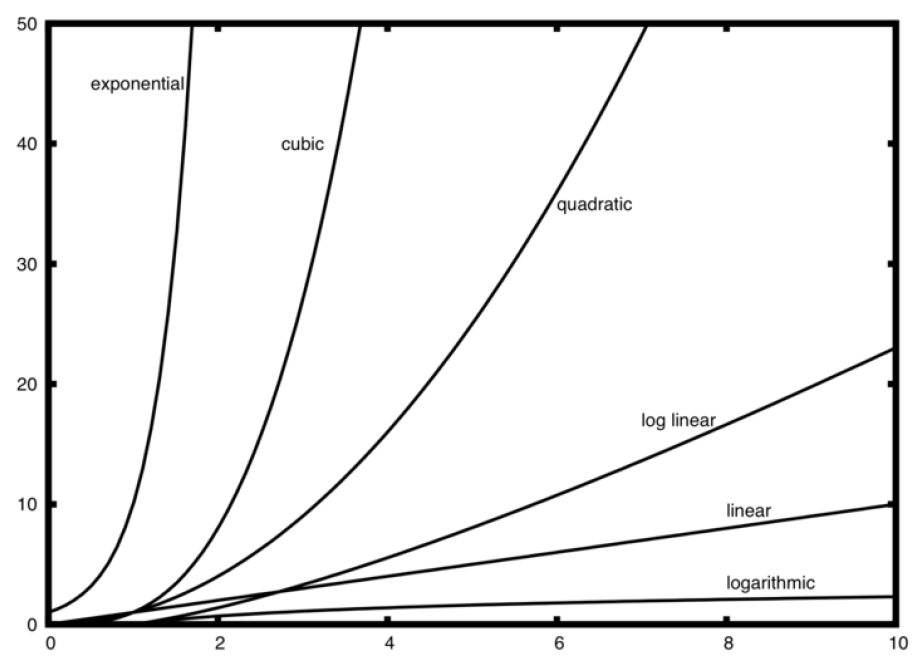 50
exponential
cubic
40
quadratic
30
20
log linear
10
linear
logarithmic
0
0 2 4 6 8 10